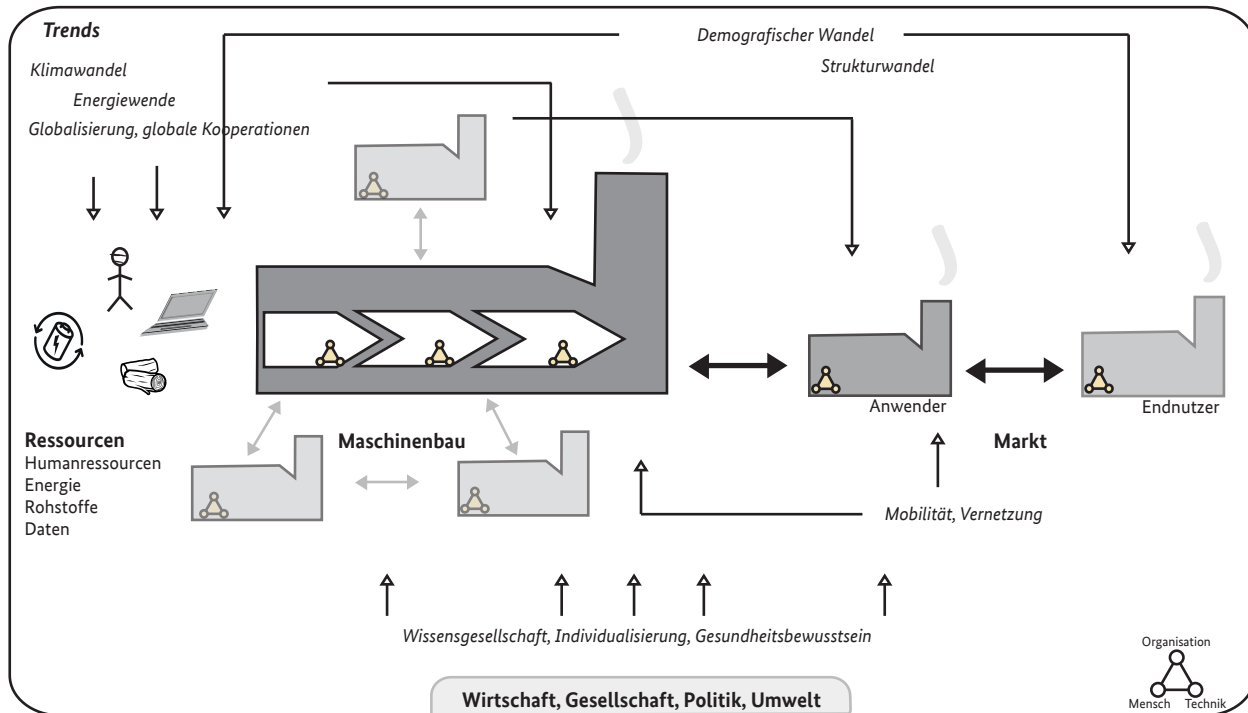 Trends
Demografischer Wandel
Strukturwandel
Klimawandel
Energiewende
Globalisierung, globale Kooperationen
Anwender
Endnutzer
Ressourcen
Humanressourcen
Energie
Rohstoffe
Daten
Maschinenbau
Markt
Mobilität, Vernetzung
Wissensgesellschaft, Individualisierung, Gesundheitsbewusstsein
Wirtschaft, Gesellschaft, Politik, Umwelt
Organisation
Mensch Technik